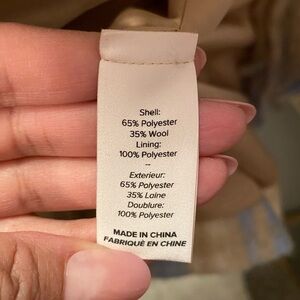 Shell:
65% Polyester
35% Wool
Lining:
100% Polyester
--
Exterieur:
65% Polyester
35% Laine
Doublure:
100% Polyester
MADE IN CHINA
FABRIQUÉ EN CHINE